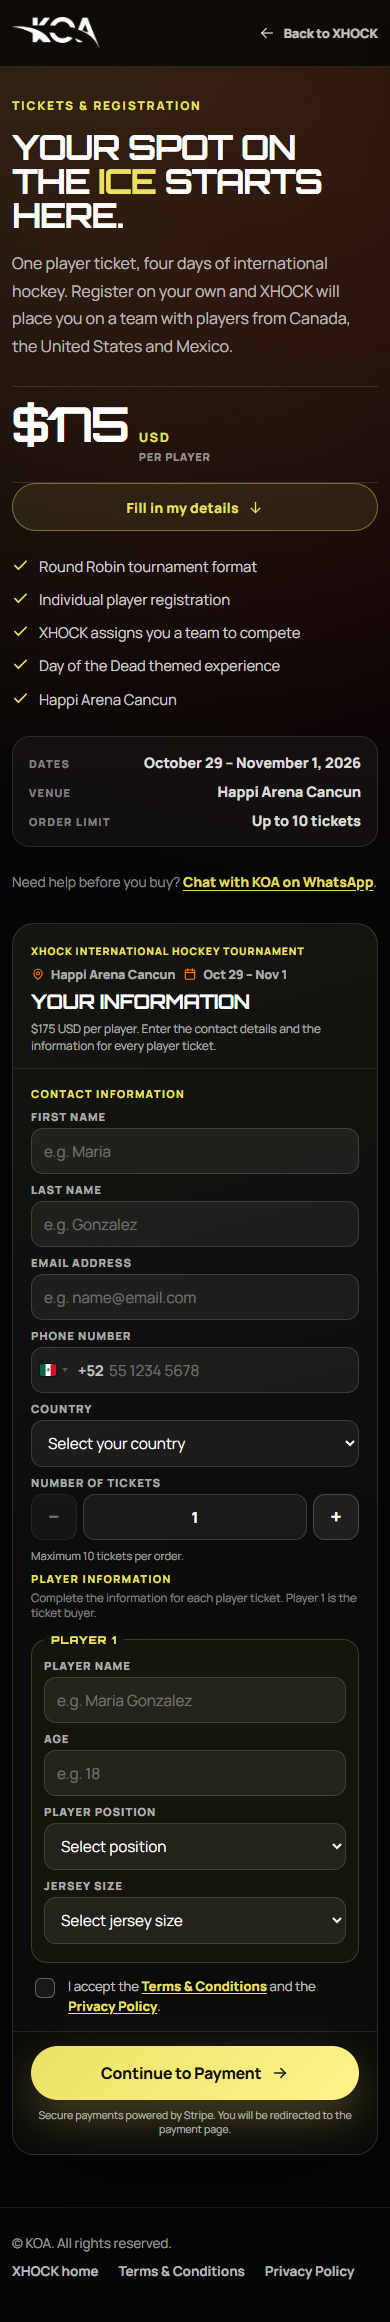 KOA
← Back to XHOCK
TICKETS & REGISTRATION
YOUR SPOT ON
THE ICE STARTS
HERE.
One player ticket, four days of international
hockey. Register on your own and XHOCK will
place you on a team with players from Canada,
the United States and Mexico.
$175 USD
PER PLAYER
Fill in my details ↓
Round Robin tournament format
Individual player registration
XHOCK assigns you a team to compete
Day of the Dead themed experience
Happi Arena Cancun
DATES October 29 – November 1, 2026
VENUE Happi Arena Cancun
ORDER LIMIT Up to 10 tickets
Need help before you buy? Chat with KOA on WhatsApp.
XHOCK INTERNATIONAL HOCKEY TOURNAMENT
Happi Arena Cancun Oct 29 – Nov 1
YOUR INFORMATION
$175 USD per player. Enter the contact details and the
information for every player ticket.
CONTACT INFORMATION
FIRST NAME
e.g. Maria
LAST NAME
e.g. Gonzalez
EMAIL ADDRESS
e.g. name@email.com
PHONE NUMBER
+52 55 1234 5678
COUNTRY
Select your country
NUMBER OF TICKETS
− 1 +
Maximum 10 tickets per order.
PLAYER INFORMATION
Complete the information for each player ticket. Player 1 is the
ticket buyer.
PLAYER 1
PLAYER NAME
e.g. Maria Gonzalez
AGE
e.g. 18
PLAYER POSITION
Select position
JERSEY SIZE
Select jersey size
I accept the Terms & Conditions and the
Privacy Policy.
Continue to Payment →
Secure payments powered by Stripe. You will be redirected to the
payment page.
© KOA. All rights reserved.
XHOCK home Terms & Conditions Privacy Policy